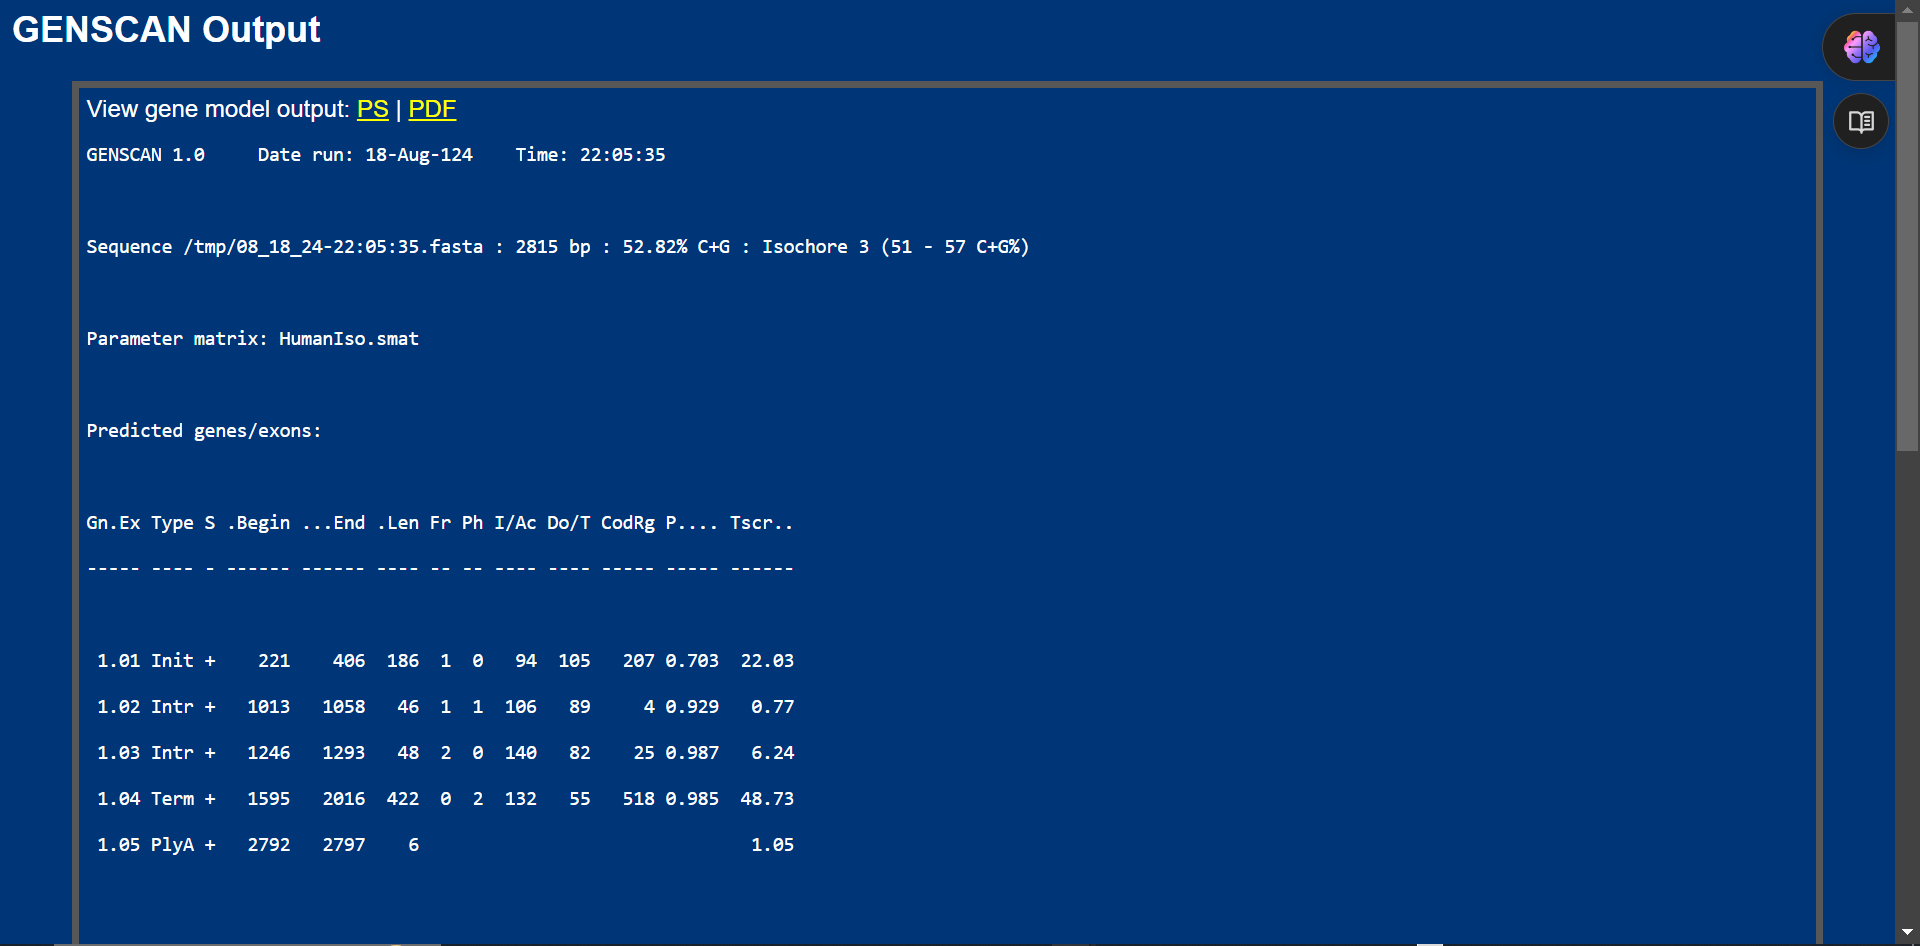 GENSCAN Output
View gene model output: PS | PDF
GENSCAN 1.0     Date run: 18-Aug-124    Time: 22:05:35
Sequence /tmp/08_18_24-22:05:35.fasta : 2815 bp : 52.82% C+G : Isochore 3 (51 - 57 C+G%)
Parameter matrix: HumanIso.smat
Predicted genes/exons:
Gn.Ex Type S .Begin ...End .Len Fr Ph I/Ac Do/T CodRg P.... Tscr..
----- ---- - ------ ------ ---- -- -- ---- ---- ----- ----- ------
 1.01 Init +    221    406  186  1  0   94  105   207 0.703  22.03
 1.02 Intr +   1013   1058   46  1  1  106   89     4 0.929   0.77
 1.03 Intr +   1246   1293   48  2  0  140   82    25 0.987   6.24
 1.04 Term +   1595   2016  422  0  2  132   55   518 0.985  48.73
 1.05 PlyA +   2792   2797    6                               1.05